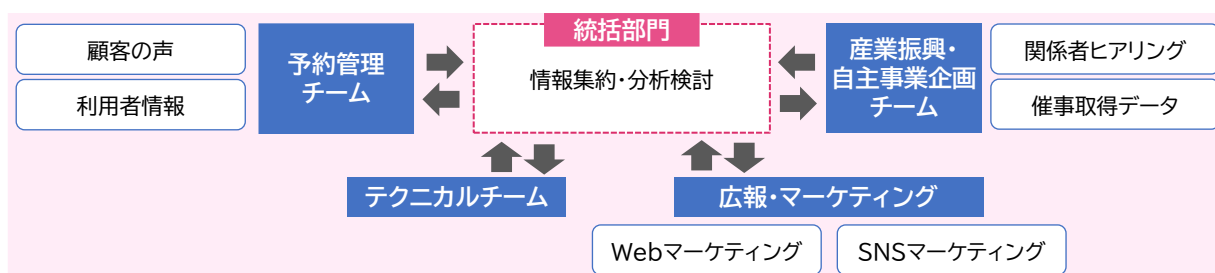 顧客の声
利用者情報
予約管理
チーム
統括部門
情報集約・分析検討
産業振興・
自主事業企画
チーム
関係者ヒアリング
催事取得データ
テクニカルチーム
広報・マーケティング
Webマーケティング
SNSマーケティング